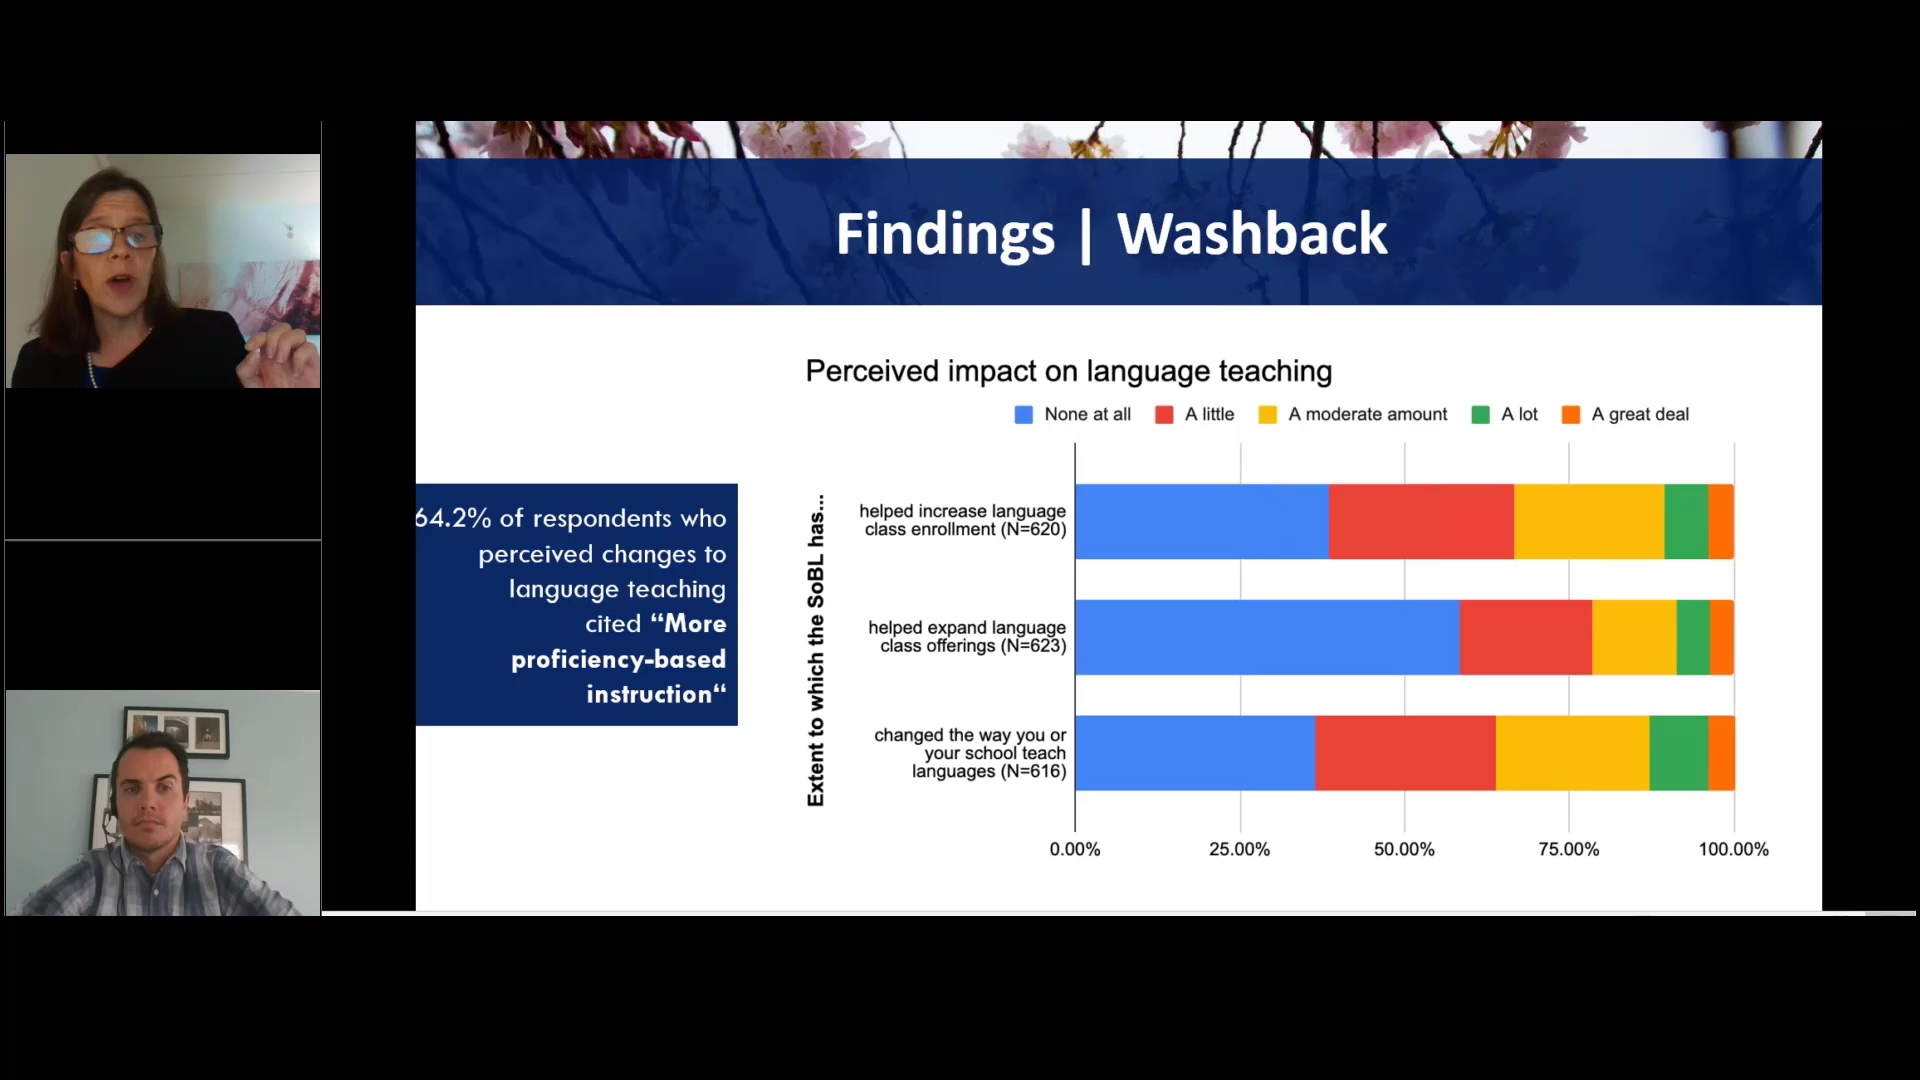 Findings | Washback
64.2% of respondents who
perceived changes to
language teaching
cited “More
proficiency-based
instruction“
Perceived impact on language teaching
None at all
A little
A moderate amount
A lot
A great deal
Extent to which the SoBL has...
helped increase language
class enrollment (N=620)
helped expand language
class offerings (N=623)
changed the way you or
your school teach
languages (N=616)
0.00%
25.00%
50.00%
75.00%
100.00%